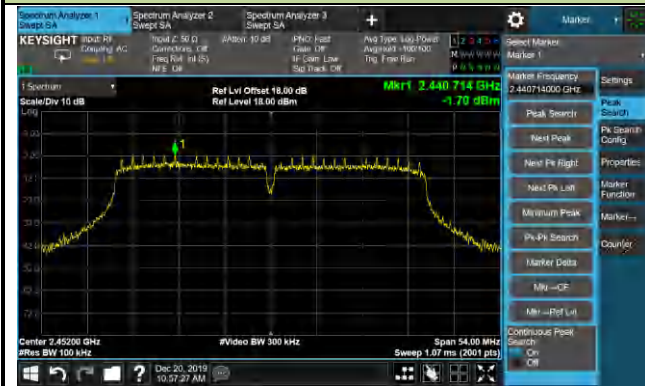 Spectrum Analyzer 1
Swept SA
Spectrum Analyzer 2
Swept SA
Spectrum Analyzer 3
Swept SA
+
Marker
KEYSIGHT
Input: RF
Coupling: AC
Input Z: 50 Ω
Corrections: Off
Freq Ref: Int (S)
NFE: Off
#Atten: 10 dB
PNO: Fast
Gate: Off
IF Gain: Low
Sig Track: Off
Avg Type: Log-Power
Avg|Hold: >100/100
Trig: Free Run
Select Marker
Marker 1
1 Spectrum
Scale/Div 10 dB
Log
Ref Lvl Offset 18.00 dB
Ref Level 18.00 dBm
Mkr1 2.440 714 GHz
-1.70 dBm
1
Marker Frequency
2.440714000 GHz
Peak Search
Next Peak
Next Pk Right
Next Pk Left
Minimum Peak
Pk-Pk Search
Marker Delta
Mkr→CF
Mkr→Ref Lvl
Continuous Peak
Search
On
Off
Settings
Peak
Search
Pk Search
Config
Properties
Marker
Function
Marker→
Counter
Center 2.45200 GHz
#Res BW 100 kHz
#Video BW 300 kHz
Span 54.00 MHz
Sweep 1.07 ms (2001 pts)
?
Dec 20, 2019
10:57:27 AM